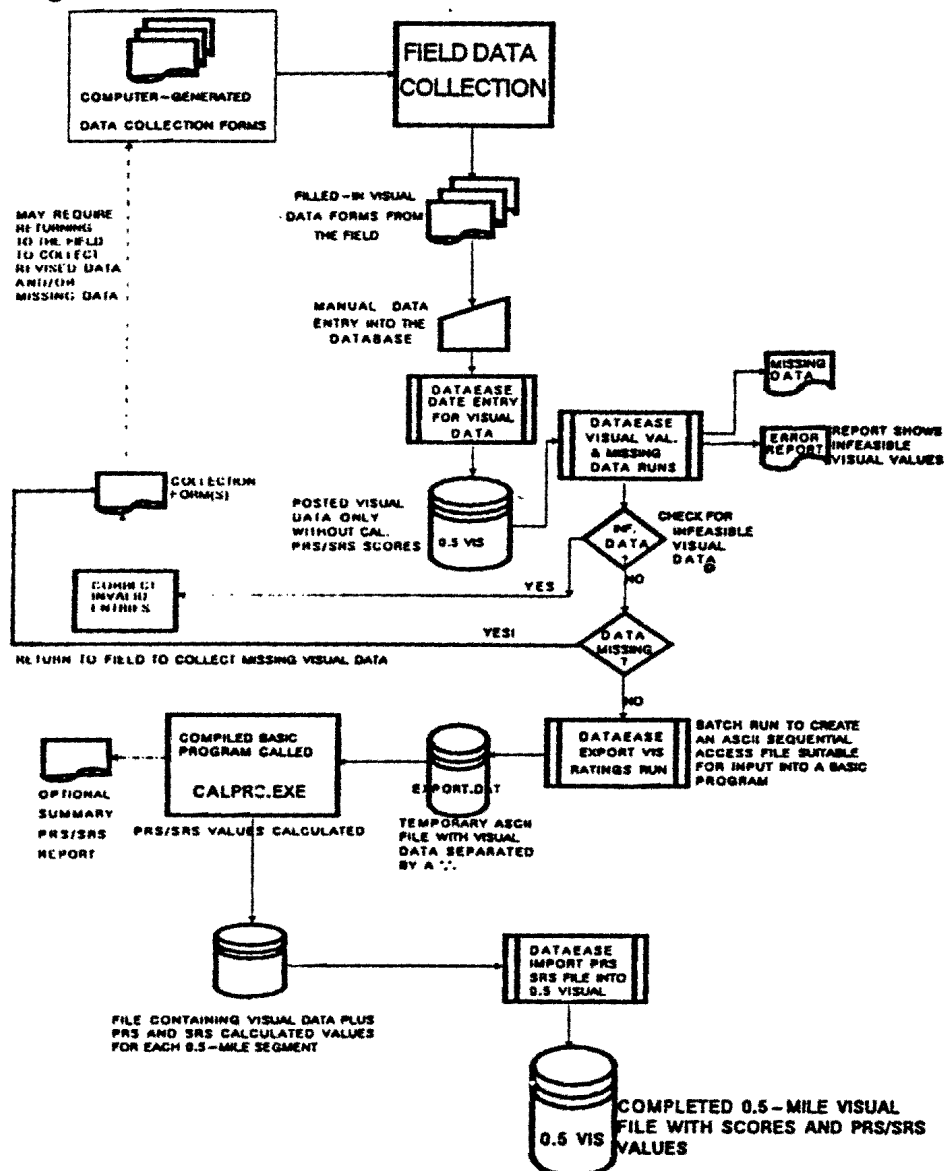 COMPUTER-GENERATED
DATA COLLECTION FORMS
FIELD DATA
COLLECTION
FILLED-IN VISUAL
DATA FORMS FROM
THE FIELD
MAY REQUIRE
RETURNING
TO THE FIELD
TO COLLECT
REVISED DATA
AND/OR
MISSING DATA
MANUAL DATA
ENTRY INTO THE
DATABASE
DATAEASE
DATE ENTRY
FOR VISUAL
DATA
DATAEASE
VISUAL VAL.
& MISSING
DATA RUNS
MISSING
DATA
ERROR
REPORT
REPORT SHOWS
INFEASIBLE
VISUAL VALUES
COLLECTION
FORM(S)
POSTED VISUAL
DATA ONLY
WITHOUT CAL.
PRS/SRS SCORES
0.5 VIS
INF.
DATA
?
CHECK FOR
INFEASIBLE
VISUAL
DATA
CORRECT
INVALID
ENTRIES
YES
NO
YES!
DATA
MISSING
?
RETURN TO FIELD TO COLLECT MISSING VISUAL DATA
NO
COMPILED BASIC
PROGRAM CALLED
CALPRC.EXE
PRS/SRS VALUES CALCULATED
OPTIONAL
SUMMARY
PRS/SRS
REPORT
EXPORT.DAT
TEMPORARY ASCII
FILE WITH VISUAL
DATA SEPARATED
BY A
DATAEASE
EXPORT VIS
RATINGS RUN
BATCH RUN TO CREATE
AN ASCII SEQUENTIAL
ACCESS FILE SUITABLE
FOR INPUT INTO A BASIC
PROGRAM
FILE CONTAINING VISUAL DATA PLUS
PRS AND SRS CALCULATED VALUES
FOR EACH 0.5-MILE SEGMENT
DATAEASE
IMPORT PRS
SRS FILE INTO
0.5 VISUAL
0.5 VIS
COMPLETED 0.5-MILE VISUAL
FILE WITH SCORES AND PRS/SRS
VALUES